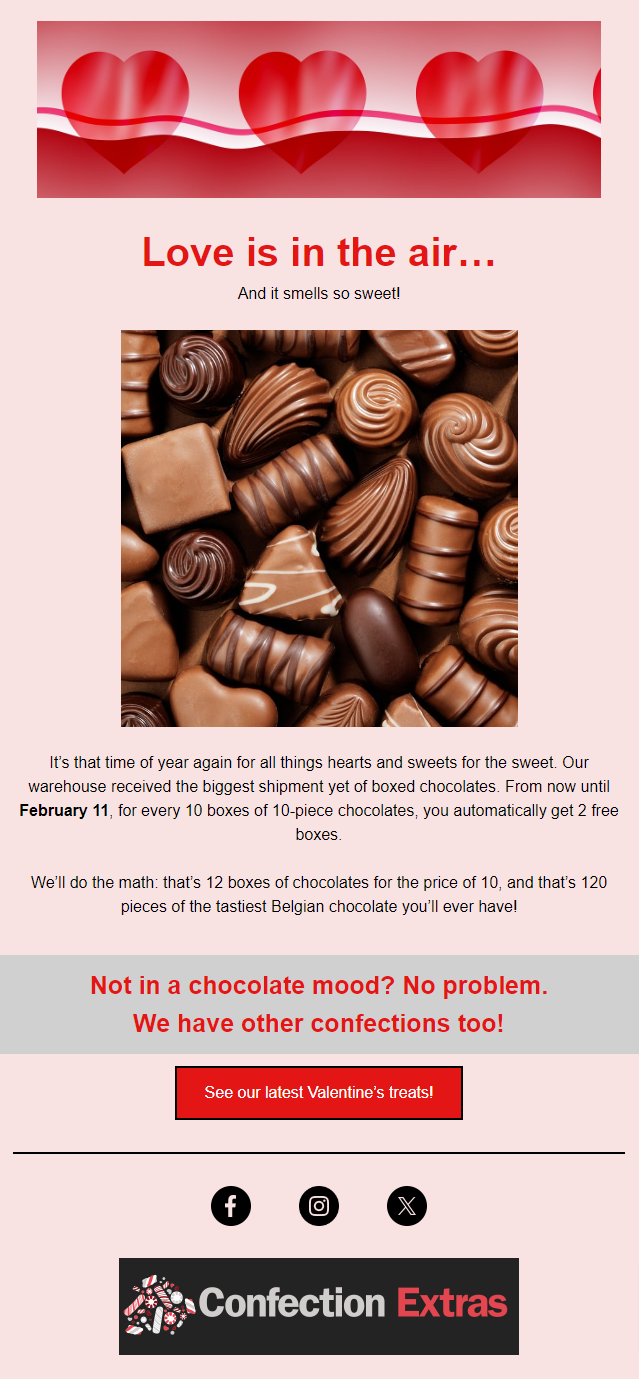 Love is in the air…
And it smells so sweet!
It’s that time of year again for all things hearts and sweets for the sweet. Our
warehouse received the biggest shipment yet of boxed chocolates. From now until
February 11, for every 10 boxes of 10-piece chocolates, you automatically get 2 free
boxes.
We’ll do the math: that’s 12 boxes of chocolates for the price of 10, and that’s 120
pieces of the tastiest Belgian chocolate you’ll ever have!
Not in a chocolate mood? No problem.
We have other confections too!
See our latest Valentine’s treats!
Confection Extras